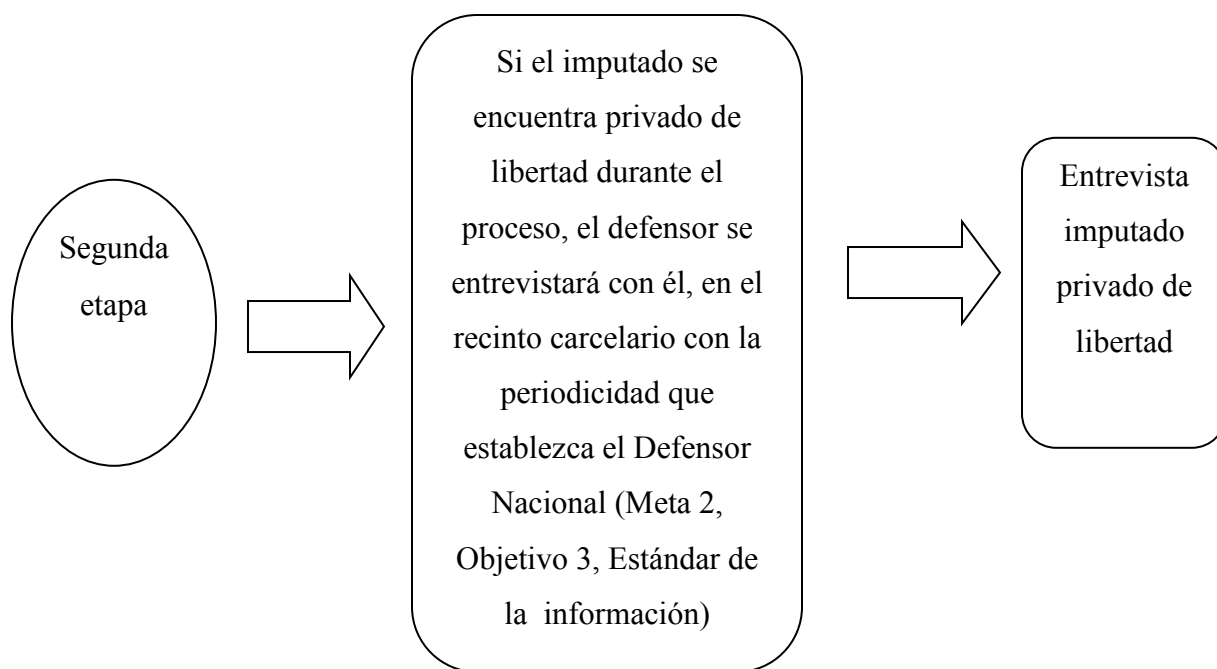 Segunda
etapa
Si el imputado se
encuentra privado de
libertad durante el
proceso, el defensor se
entrevistará con él, en el
recinto carcelario con la
periodicidad que
establezca el Defensor
Nacional (Meta 2,
Objetivo 3, Estándar de
la información)
Entrevista
imputado
privado de
libertad